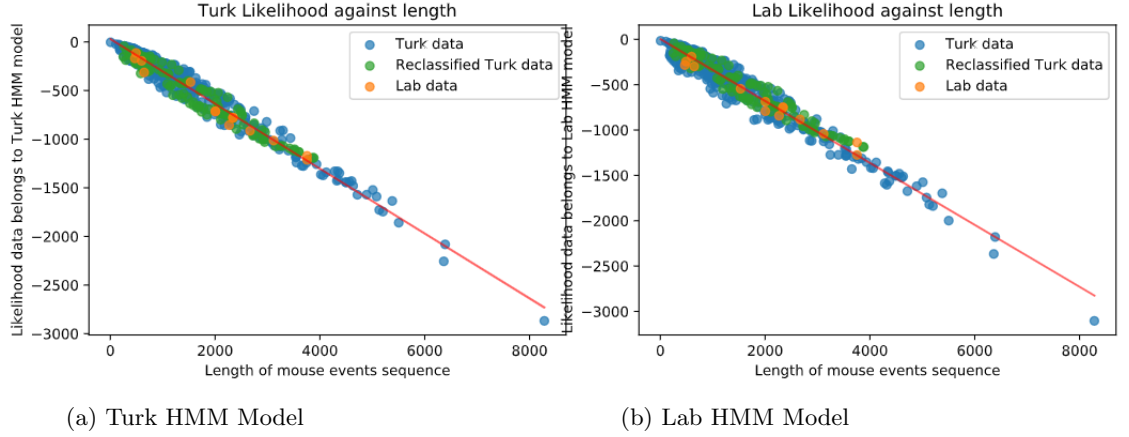 Turk Likelihood against length
Likelihood data belongs to Turk HMM model
0
−500
−1000
−1500
−2000
−2500
−3000
Turk data
Reclassified Turk data
Lab data
0 2000 4000 6000 8000
Length of mouse events sequence
(a) Turk HMM Model
Lab Likelihood against length
Likelihood data belongs to Lab HMM model
0
−500
−1000
−1500
−2000
−2500
−3000
Turk data
Reclassified Turk data
Lab data
0 2000 4000 6000 8000
Length of mouse events sequence
(b) Lab HMM Model